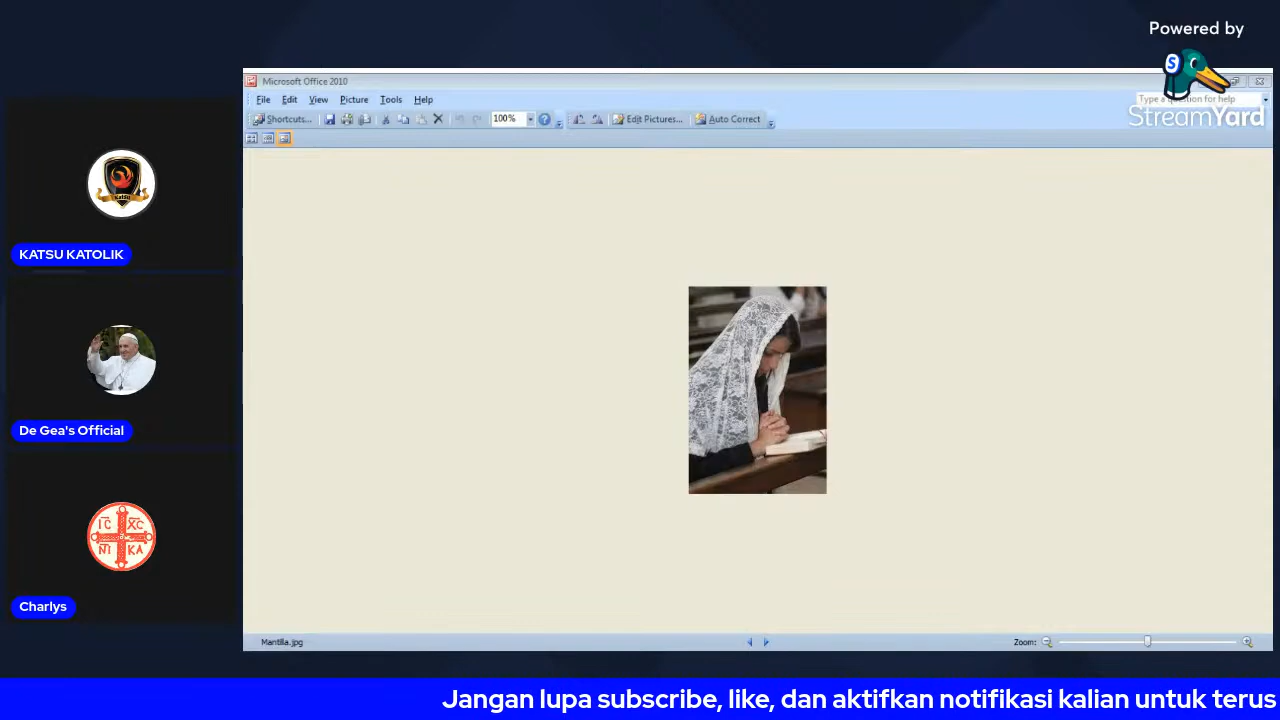 Powered by
StreamYard
Microsoft Office 2010
File Edit View Picture Tools Help
Type a question for help
Shortcuts... 100% Edit Pictures... Auto Correct
KATSU KATOLIK
De Gea's Official
IC XC
NI KA
Charlys
Mantilla.jpg
Zoom:
Jangan lupa subscribe, like, dan aktifkan notifikasi kalian untuk terus